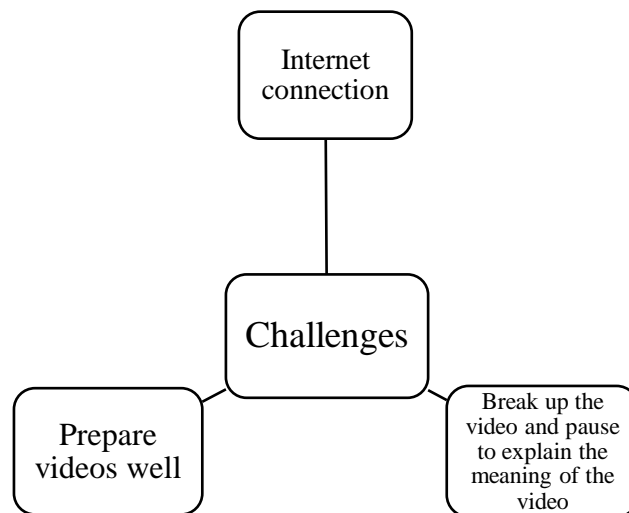 Internet
connection
Challenges
Prepare
videos well
Break up the
video and pause
to explain the
meaning of the
video